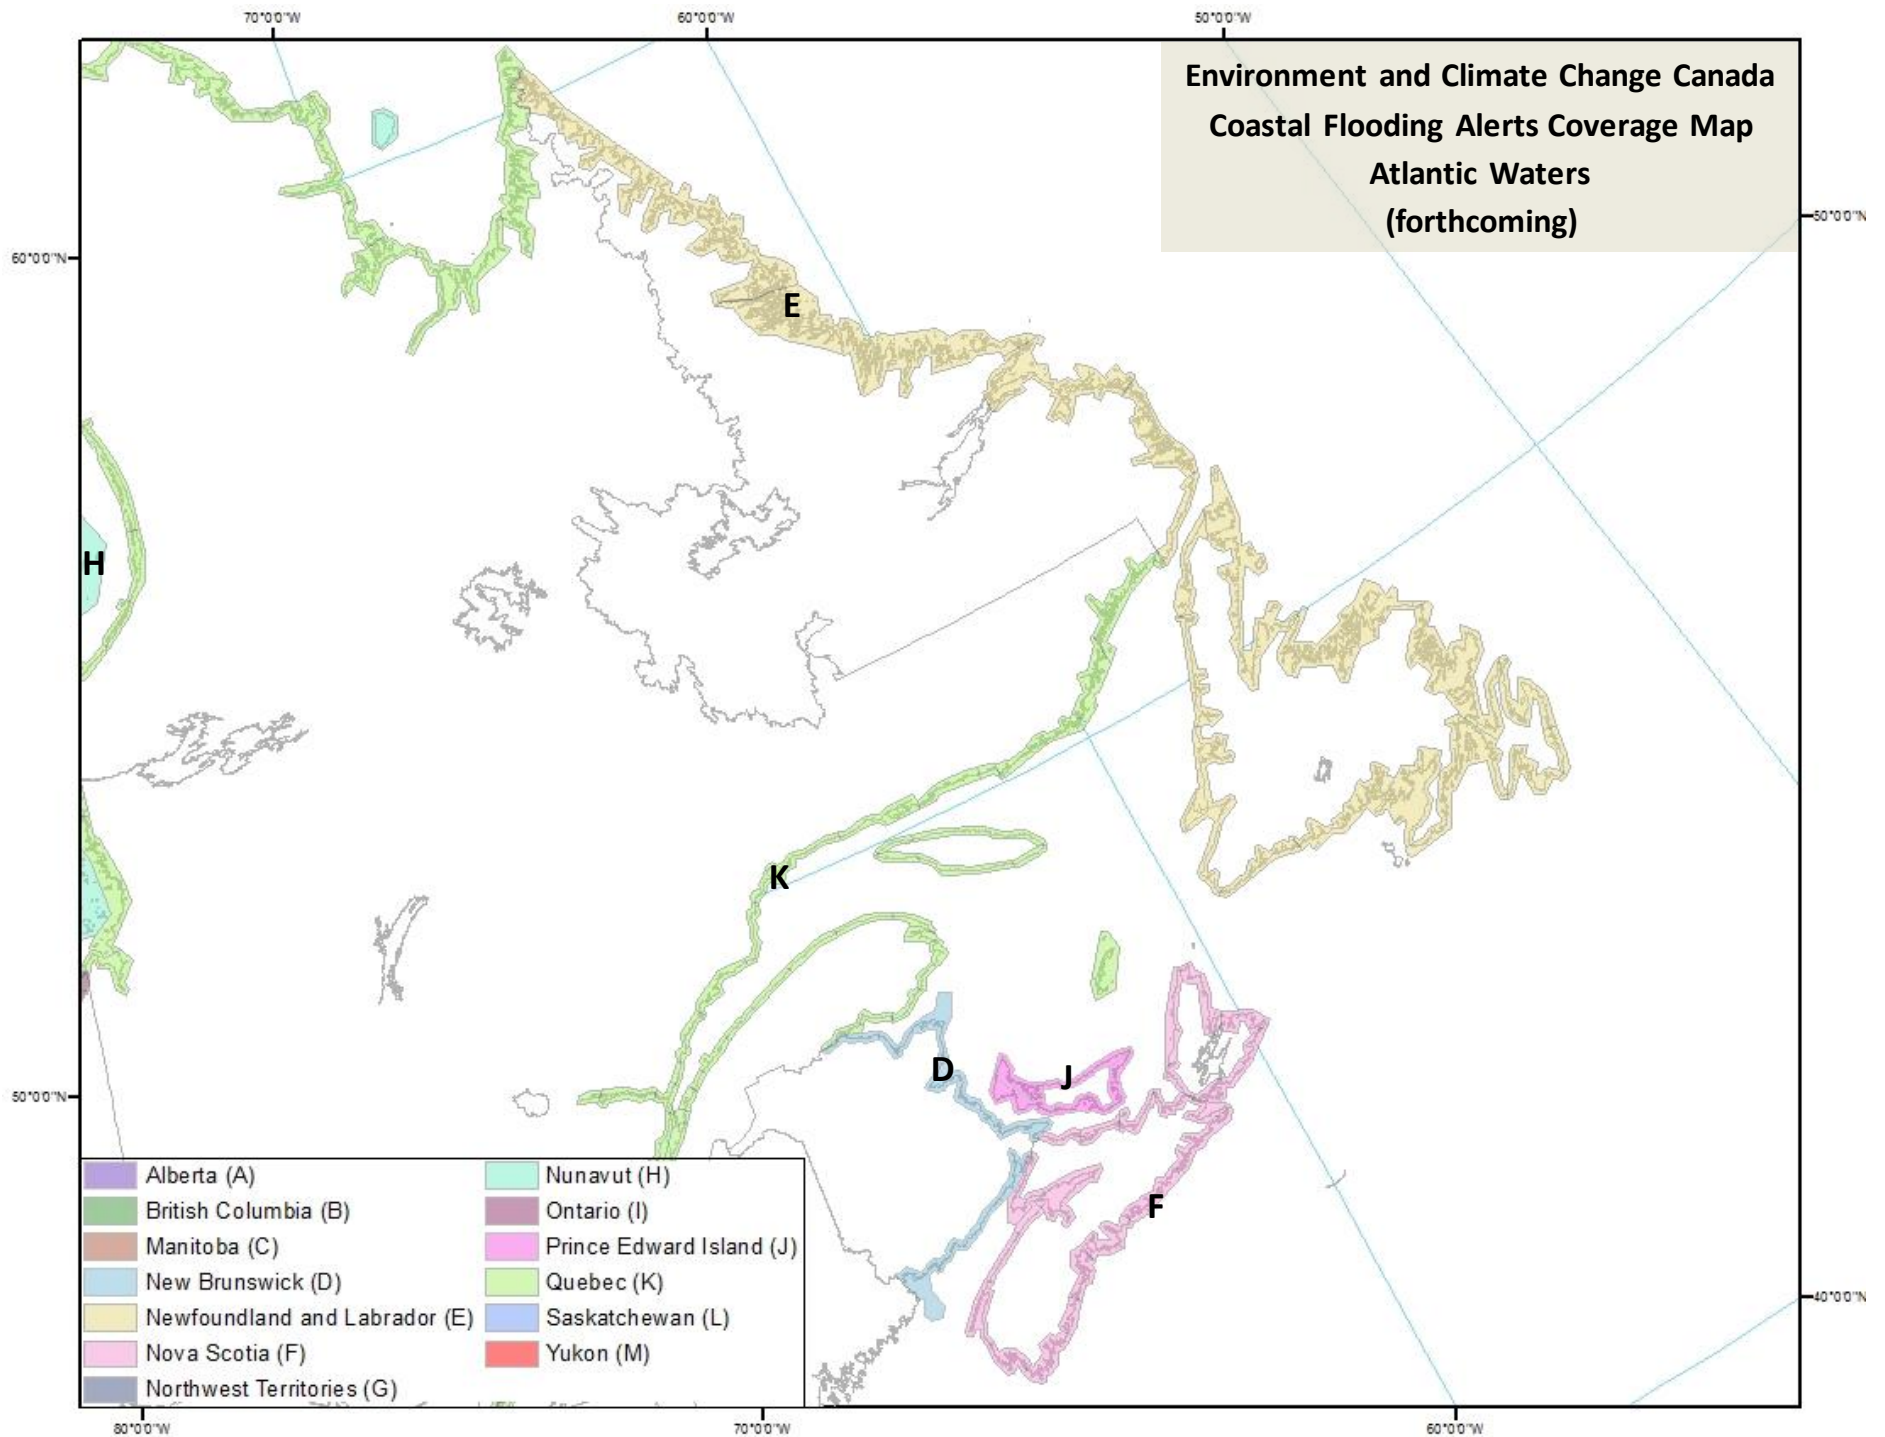 70°0'0"W
60°0'0"W
50°0'0"W
Environment and Climate Change Canada
Coastal Flooding Alerts Coverage Map
Atlantic Waters
(forthcoming)
50°0'0"N
60°0'0"N
E
H
K
D
J
50°0'0"N
F
40°0'0"N
Alberta (A)
British Columbia (B)
Manitoba (C)
New Brunswick (D)
Newfoundland and Labrador (E)
Nova Scotia (F)
Northwest Territories (G)
Nunavut (H)
Ontario (I)
Prince Edward Island (J)
Quebec (K)
Saskatchewan (L)
Yukon (M)
80°0'0"W
70°0'0"W
60°0'0"W